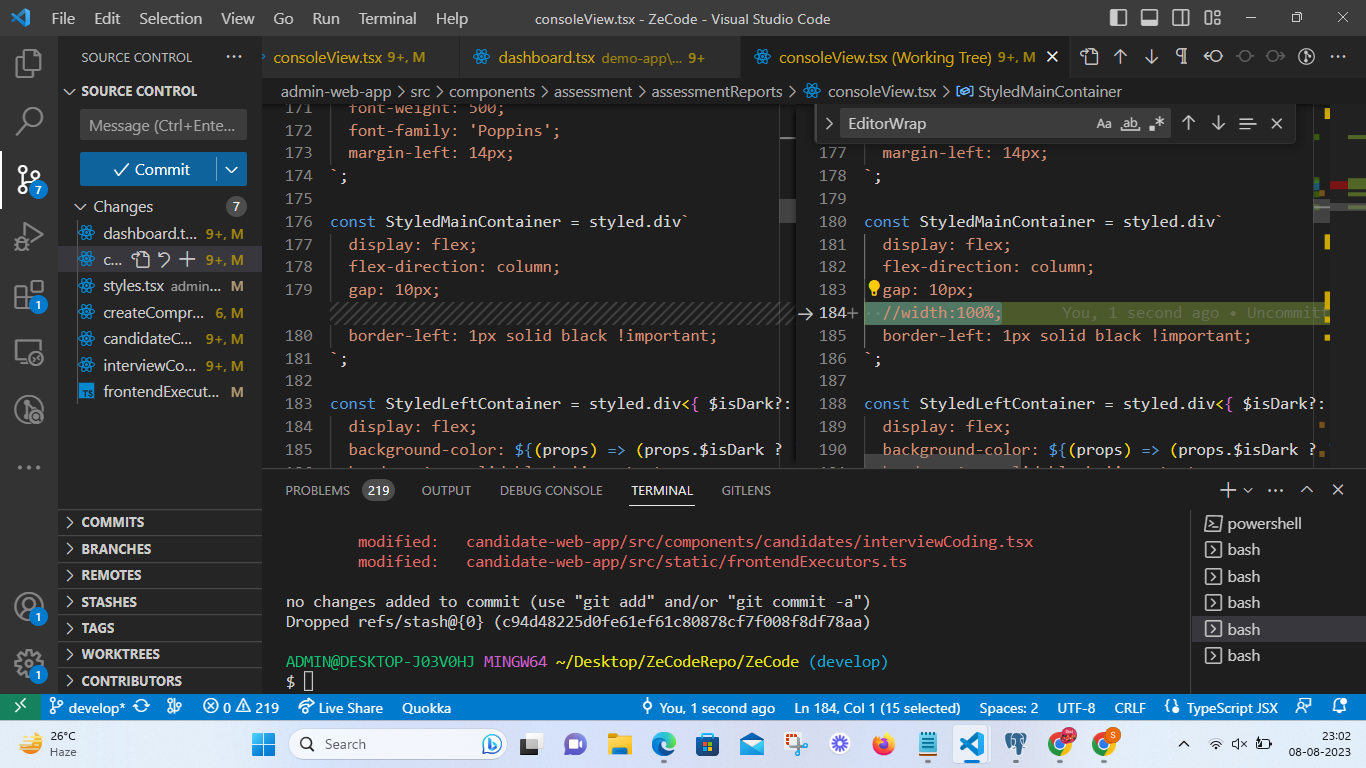 File Edit Selection View Go Run Terminal Help consoleView.tsx - ZeCode - Visual Studio Code
SOURCE CONTROL ···
consoleView.tsx 9+, M dashboard.tsx demo-app\... 9+ consoleView.tsx (Working Tree) 9+, M
SOURCE CONTROL
admin-web-app > src > components > assessment > assessmentReports > consoleView.tsx > StyledMainContainer
Message (Ctrl+Ente...
Commit
Changes 7
dashboard.t... 9+, M
c... 9+, M
styles.tsx admin... M
createCompr... 6, M
candidateC... 9+, M
interviewCo... 9+, M
frontendExecut... M
COMMITS
BRANCHES
REMOTES
STASHES
TAGS
WORKTREES
CONTRIBUTORS
7
1
1
1
171 font-weight: 500;
172 font-family: 'Poppins';
173 margin-left: 14px;
174 `;
175
176 const StyledMainContainer = styled.div`
177 display: flex;
178 flex-direction: column;
179 gap: 10px;
180 border-left: 1px solid black !important;
181 `;
182
183 const StyledLeftContainer = styled.div<{ $isDark?:
184 display: flex;
185 background-color: ${(props) => (props.$isDark ?
EditorWrap Aa ab .*
177 margin-left: 14px;
178 `;
179
180 const StyledMainContainer = styled.div`
181 display: flex;
182 flex-direction: column;
183 gap: 10px;
184+ //width:100%; You, 1 second ago • Uncommitt
185 border-left: 1px solid black !important;
186 `;
187
188 const StyledLeftContainer = styled.div<{ $isDark?:
189 display: flex;
190 background-color: ${(props) => (props.$isDark ?
PROBLEMS 219 OUTPUT DEBUG CONSOLE TERMINAL GITLENS
modified: candidate-web-app/src/components/candidates/interviewCoding.tsx
modified: candidate-web-app/src/static/frontendExecutors.ts
no changes added to commit (use "git add" and/or "git commit -a")
Dropped refs/stash@{0} (c94d48225d0fe61ef61c80878cf7f008f8df78aa)
ADMIN@DESKTOP-J03V0HJ MINGW64 ~/Desktop/ZeCodeRepo/ZeCode (develop)
$
powershell
bash
bash
bash
bash
bash
develop* 0 219 Live Share Quokka You, 1 second ago Ln 184, Col 1 (15 selected) Spaces: 2 UTF-8 CRLF TypeScript JSX
26°C
Haze
Search
23:02
08-08-2023